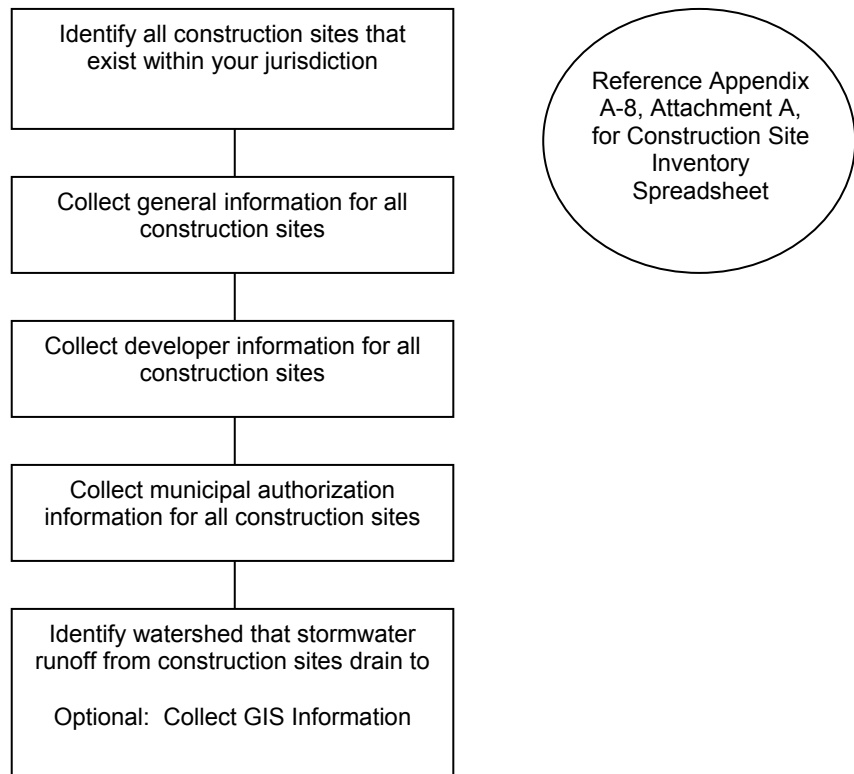 Identify all construction sites that
exist within your jurisdiction
Reference Appendix
A-8, Attachment A,
for Construction Site
Inventory
Spreadsheet
Collect general information for all
construction sites
Collect developer information for all
construction sites
Collect municipal authorization
information for all construction sites
Identify watershed that stormwater
runoff from construction sites drain to
Optional:  Collect GIS Information